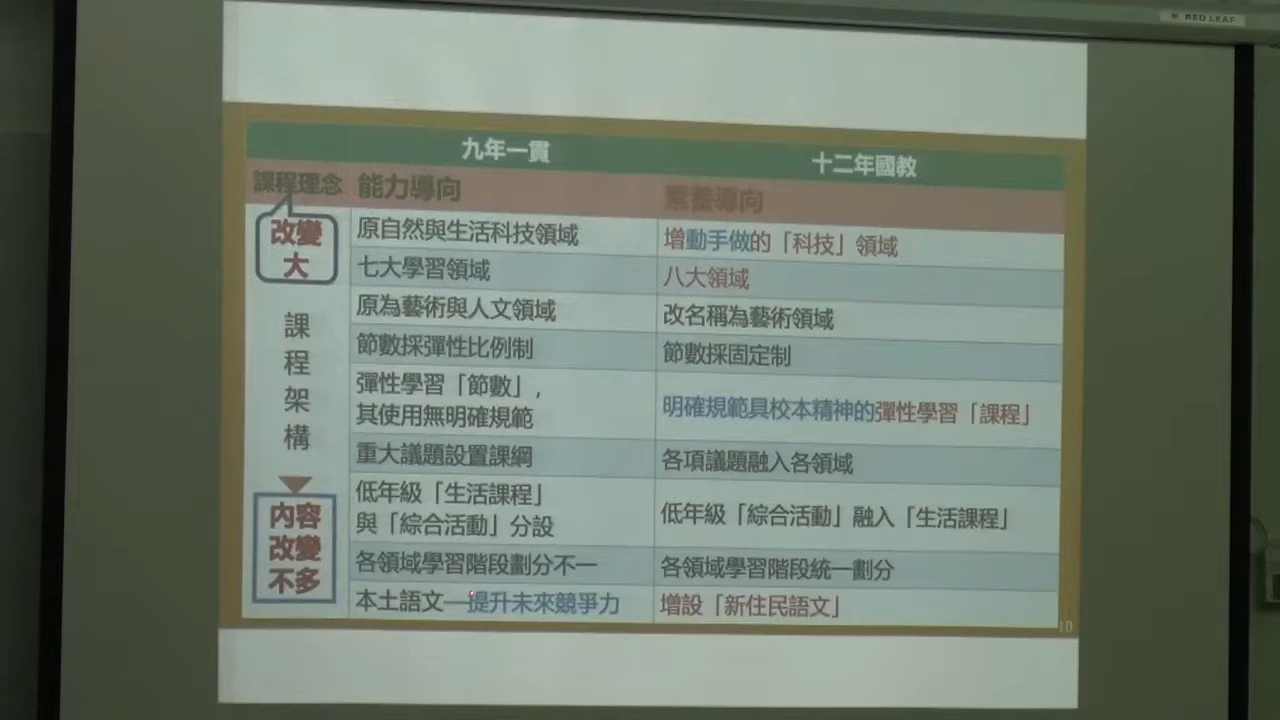 RED LEAF
九年一貫
十二年國教
課程理念
能力導向
素養導向
改變
大
原自然與生活科技領域
增動手做的「科技」領域
七大學習領域
八大領域
原為藝術與人文領域
改名稱為藝術領域
課
程
架
構
節數採彈性比例制
節數採固定制
彈性學習「節數」,
其使用無明確規範
明確規範具校本精神的彈性學習「課程」
重大議題設置課綱
各項議題融入各領域
內容
改變
不多
低年級「生活課程」
與「綜合活動」分設
低年級「綜合活動」融入「生活課程」
各領域學習階段劃分不一
各領域學習階段統一劃分
本土語文—提升未來競爭力
增設「新住民語文」
10